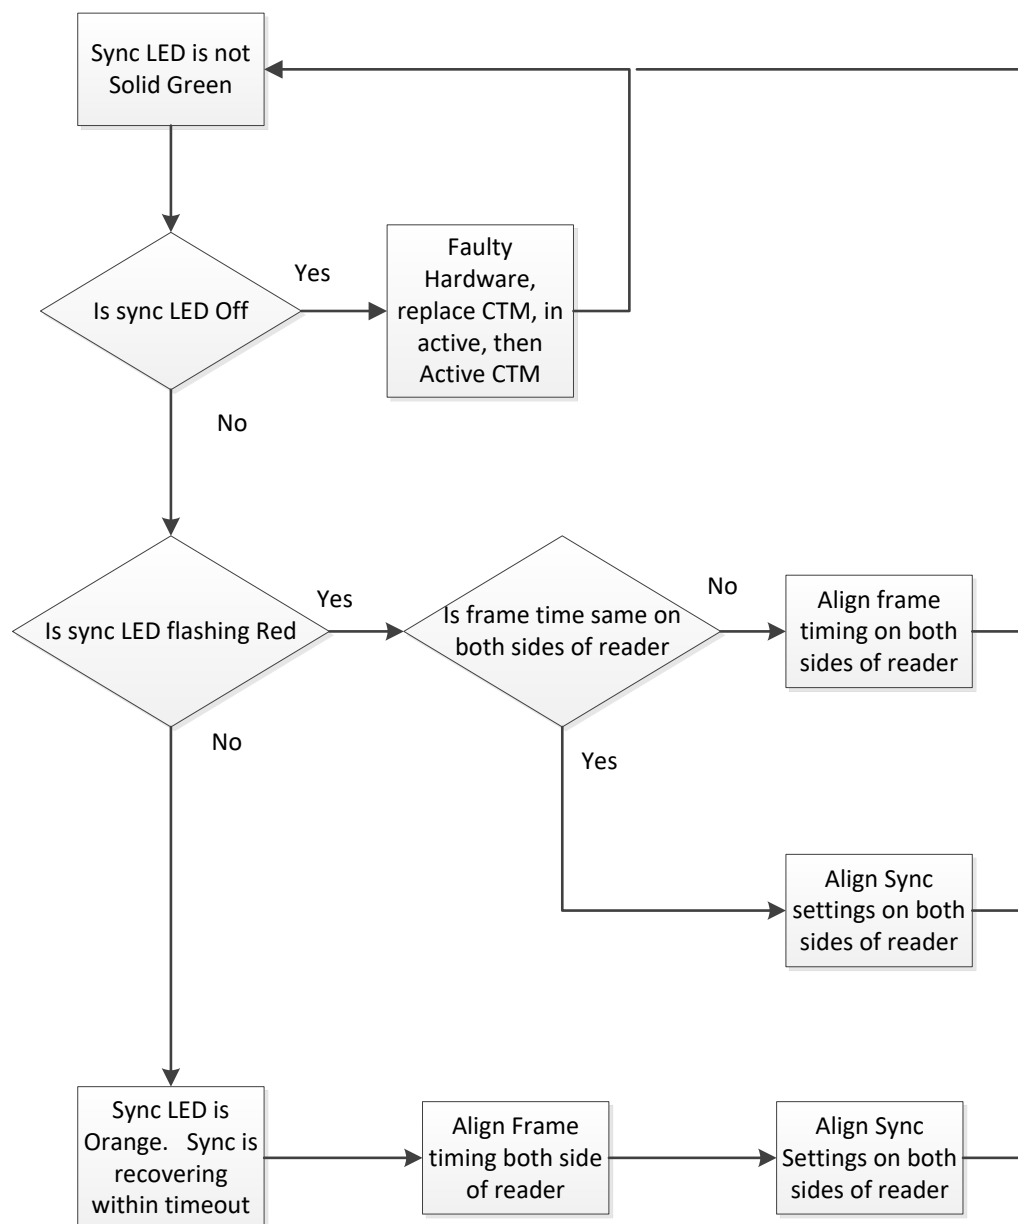 Sync LED is not
Solid Green
Is sync LED Off
Yes
Faulty
Hardware,
replace CTM, in
active, then
Active CTM
No
Is sync LED flashing Red
Yes
Is frame time same on
both sides of reader
No
Align frame
timing on both
sides of reader
No
Yes
Align Sync
settings on both
sides of reader
Sync LED is
Orange.   Sync is
recovering
within timeout
Align Frame
timing both side
of reader
Align Sync
Settings on both
sides of reader